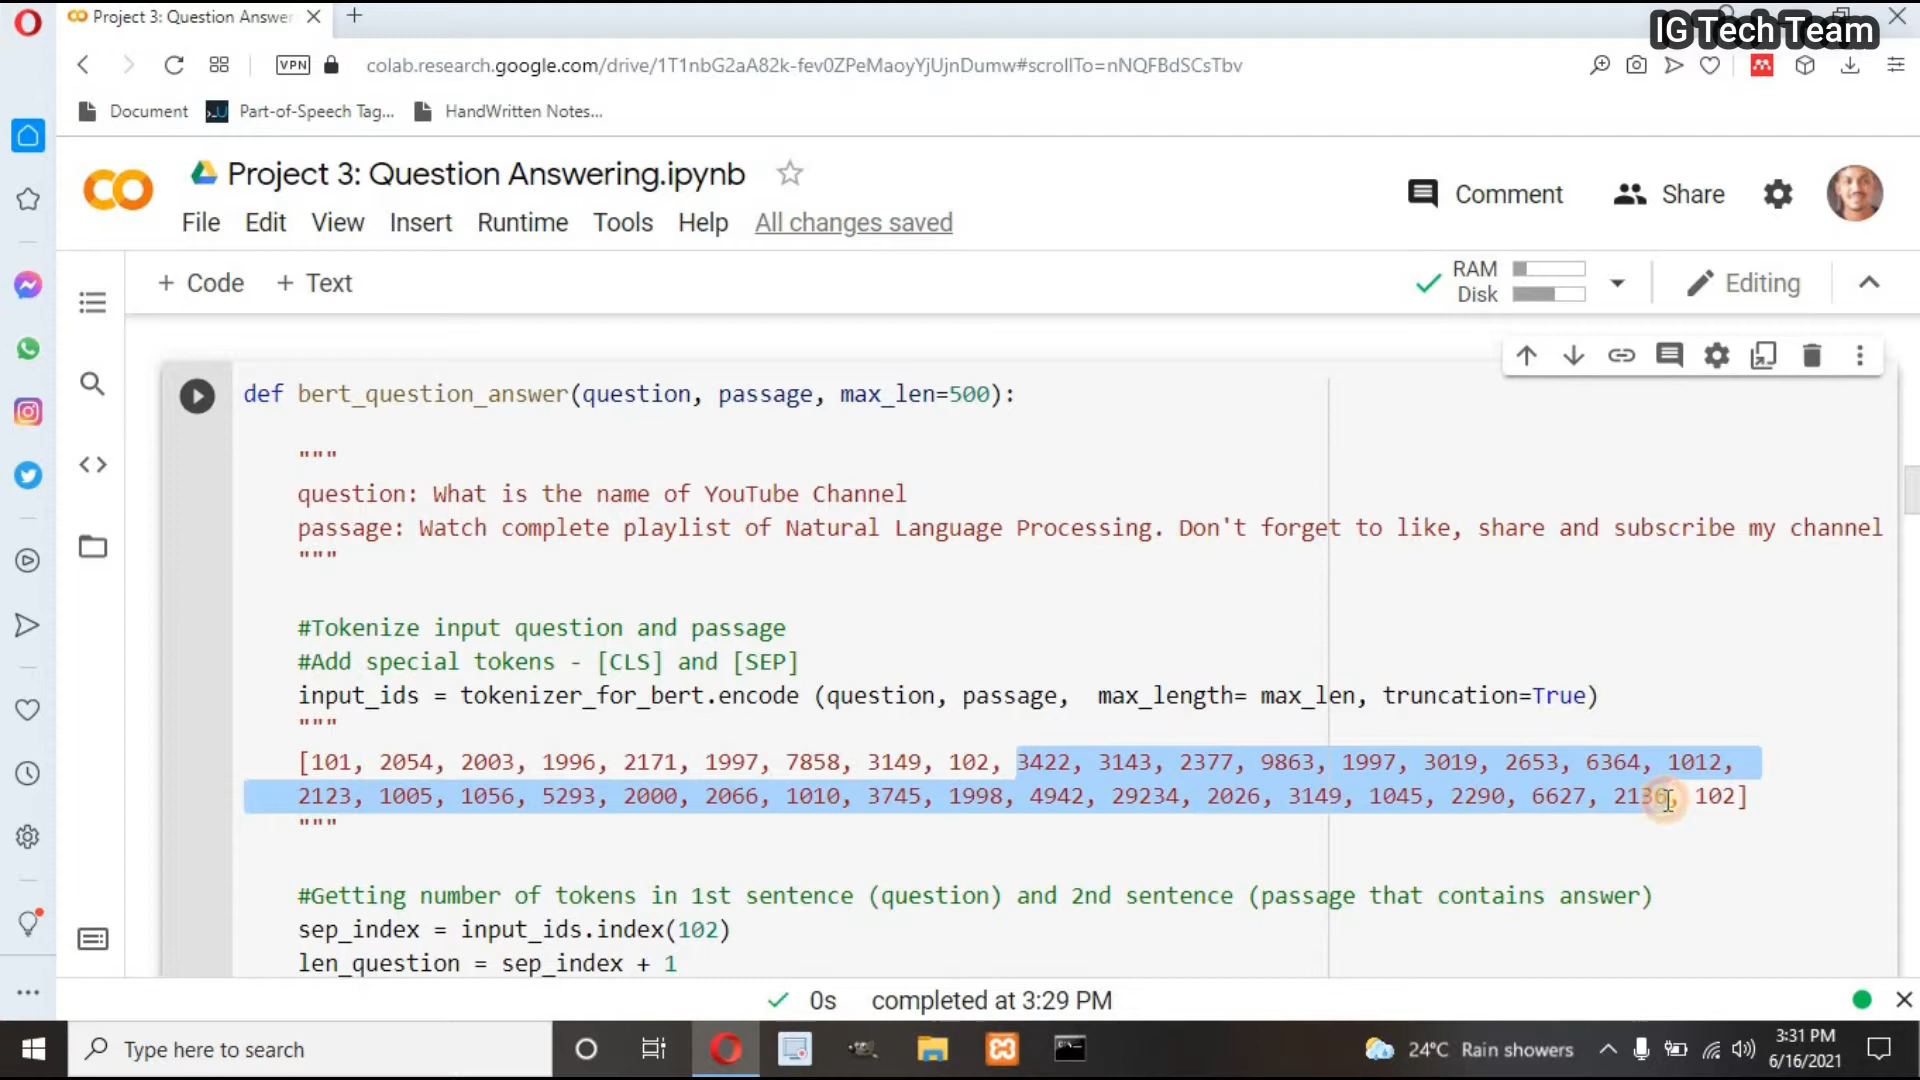 Project 3: Question Answer
IG Tech Team
VPN
colab.research.google.com/drive/1T1nbG2aA82k-fev0ZPeMaoyYjUjnDumw#scrollTo=nNQFBdSCsTbv
Document
Part-of-Speech Tag...
HandWritten Notes...
Project 3: Question Answering.ipynb
Comment
Share
File Edit View Insert Runtime Tools Help All changes saved
+ Code + Text
RAM
Disk
Editing
def bert_question_answer(question, passage, max_len=500):
"""
question: What is the name of YouTube Channel
passage: Watch complete playlist of Natural Language Processing. Don't forget to like, share and subscribe my channel
"""
#Tokenize input question and passage
#Add special tokens - [CLS] and [SEP]
input_ids = tokenizer_for_bert.encode (question, passage,  max_length= max_len, truncation=True)
"""
[101, 2054, 2003, 1996, 2171, 1997, 7858, 3149, 102, 3422, 3143, 2377, 9863, 1997, 3019, 2653, 6364, 1012,
2123, 1005, 1056, 5293, 2000, 2066, 1010, 3745, 1998, 4942, 29234, 2026, 3149, 1045, 2290, 6627, 2136, 102]
"""
#Getting number of tokens in 1st sentence (question) and 2nd sentence (passage that contains answer)
sep_index = input_ids.index(102)
len_question = sep_index + 1
0s completed at 3:29 PM
Type here to search
24°C Rain showers
3:31 PM
6/16/2021